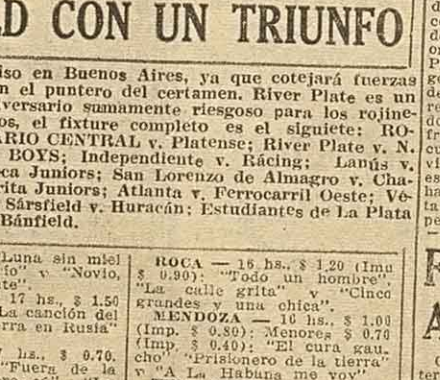 D CON UN TRIUNFO
iso en Buenos Aires, ya que cotejará fuerzas
n el puntero del certamen. River Plate es un
versario sumamente riesgoso para los rojine-
os, el fixture completo es el siguiete: RO-
ARIO CENTRAL v. Platense; River Plate v. N.
BOYS; Independiente v. Rácing; Lanús v.
ca Juniors; San Lorenzo de Almagro v. Cha-
rita Juniors; Atlanta v. Ferrocarril Oeste; Vé-
Sársfield v. Huracán; Estudiantes de La Plata
Bánfield.
Luna sin miel
ío" v "Novio,
te".
17 hs., $ 1.50
La canción del
rra en Rusia"
hs., $ 0.70.
"Fuera de la
ROCA — 16 hs., $ 1,20 (Imp
$ 0.90): "Todo un hombre",
"La calle grita" y "Cinco
grandes y una chica".
MENDOZA — 16 hs., $ 1.00
(Imp. $ 0.80): Menores $ 0.70
(Imp. $ 0.40): "El cura gau.
cho" "Prisionero de la tierra"
v "A La Habana me voy"